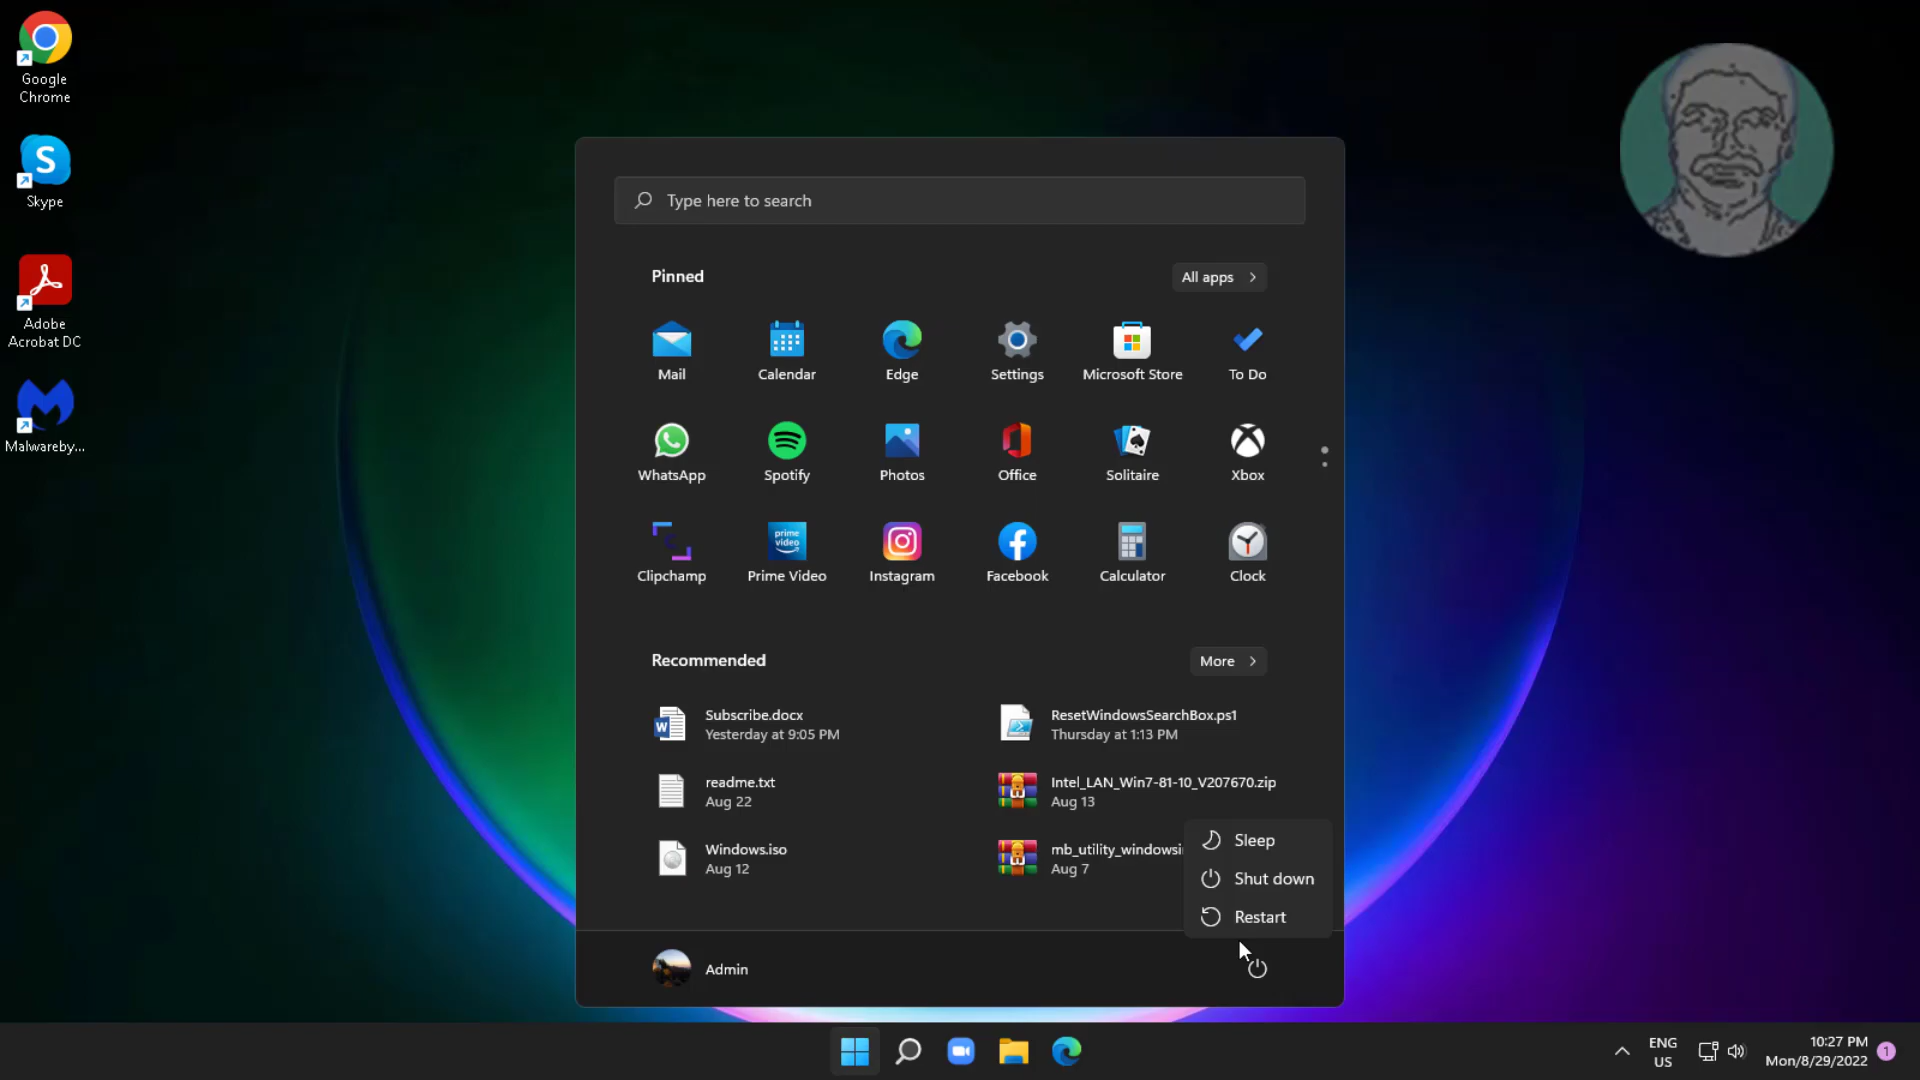 Google
Chrome
Skype
Adobe
Acrobat DC
Malwareby...
Type here to search
Pinned
All apps
Mail
Calendar
Edge
Settings
Microsoft Store
To Do
WhatsApp
Spotify
Photos
Office
Solitaire
Xbox
prime
video
Clipchamp
Prime Video
Instagram
Facebook
Calculator
Clock
Recommended
More
Subscribe.docx
Yesterday at 9:05 PM
ResetWindowsSearchBox.ps1
Thursday at 1:13 PM
readme.txt
Aug 22
Intel_LAN_Win7-81-10_V207670.zip
Aug 13
Windows.iso
Aug 12
mb_utility_windowsi
Aug 7
Sleep
Shut down
Restart
Admin
ENG
US
10:27 PM
Mon/8/29/2022
1